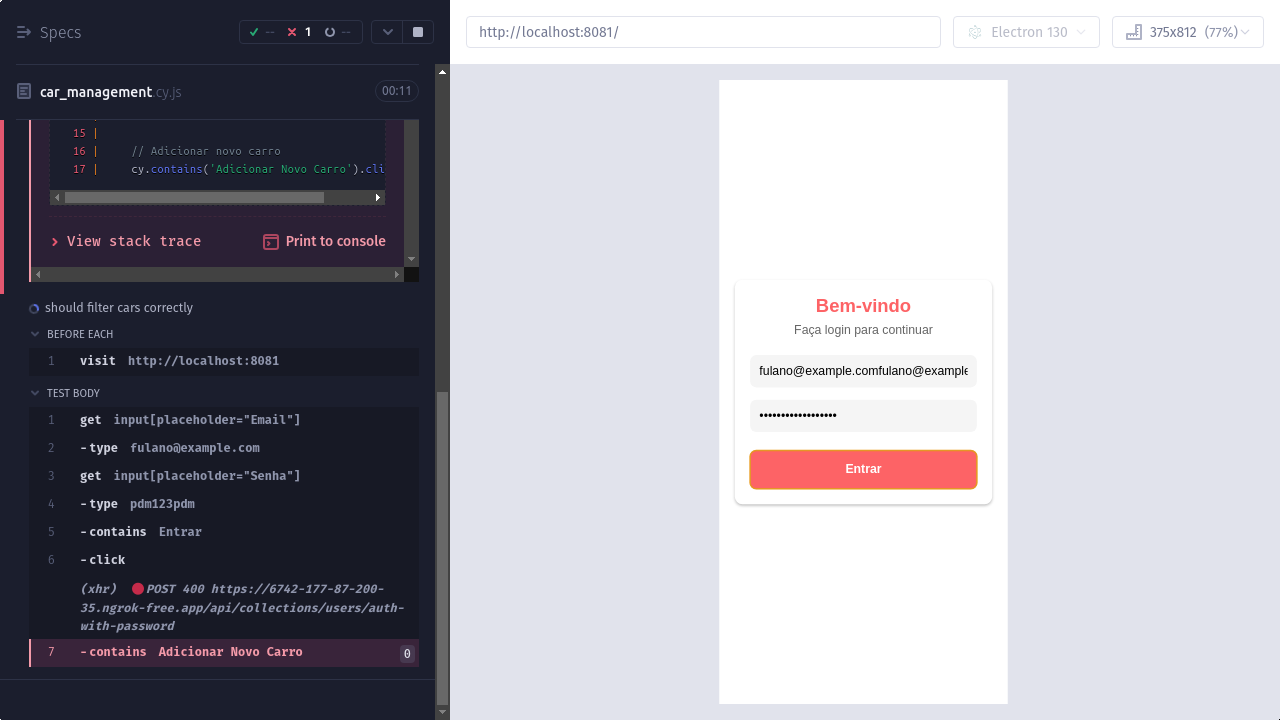 Specs
--
1
--
http://localhost:8081/
Electron 130
375x812 (77%)
car_management.cy.js
00:11
15 |
16 | // Adicionar novo carro
17 | cy.contains('Adicionar Novo Carro').cli
View stack trace
Print to console
should filter cars correctly
BEFORE EACH
1 visit http://localhost:8081
TEST BODY
1 get input[placeholder="Email"]
2 -type fulano@example.com
3 get input[placeholder="Senha"]
4 -type pdm123pdm
5 -contains Entrar
6 -click
(xhr) POST 400 https://6742-177-87-200-
35.ngrok-free.app/api/collections/users/auth-
with-password
7 -contains Adicionar Novo Carro 0
Bem-vindo
Faça login para continuar
fulano@example.comfulano@example
••••••••••••••••••
Entrar